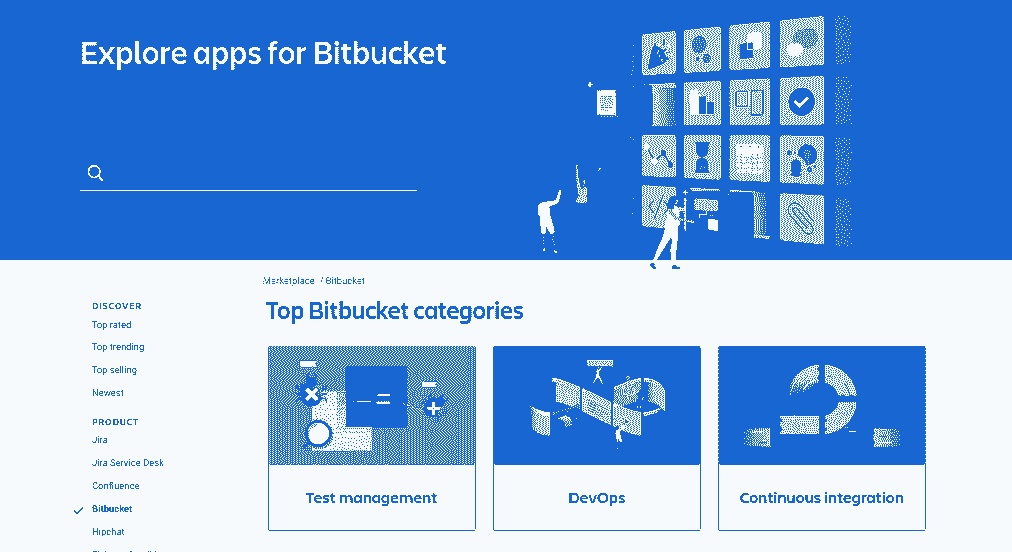 Explore apps for Bitbucket
Marketplace / Bitbucket
DISCOVER
Top rated
Top trending
Top selling
Newest
PRODUCT
Jira
Jira Service Desk
Confluence
Bitbucket
Hipchat
Top Bitbucket categories
Test management
DevOps
Continuous integration